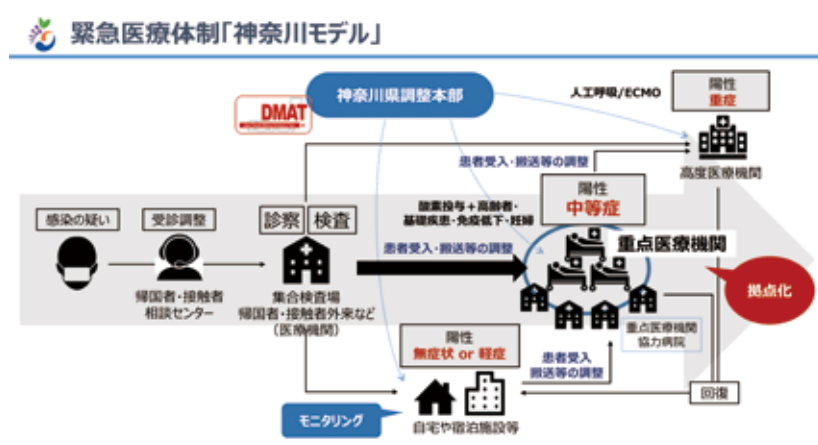 緊急医療体制「神奈川モデル」
神奈川県調整本部
DMAT
人工呼吸/ECMO
陽性
重症
高度医療機関
患者受入・搬送等の調整
陽性
中等症
酸素投与+高齢者・
基礎疾患・免疫低下・妊婦
患者受入・搬送等の調整
重点医療機関
拠点化
感染の疑い
受診調整
診察
検査
帰国者・接触者
相談センター
集合検査場
帰国者・接触者外来など
(医療機関)
重点医療機関
協力病院
陽性
無症状 or 軽症
患者受入
搬送等の調整
回復
モニタリング
自宅や宿泊施設等